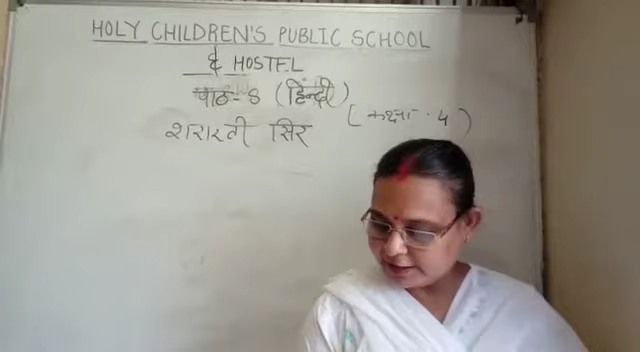 HOLY CHILDREN'S PUBLIC SCHOOL
& HOSTEL
पाठ - 8 (हिन्दी)
शरारती सिर
[कक्षा - 4)